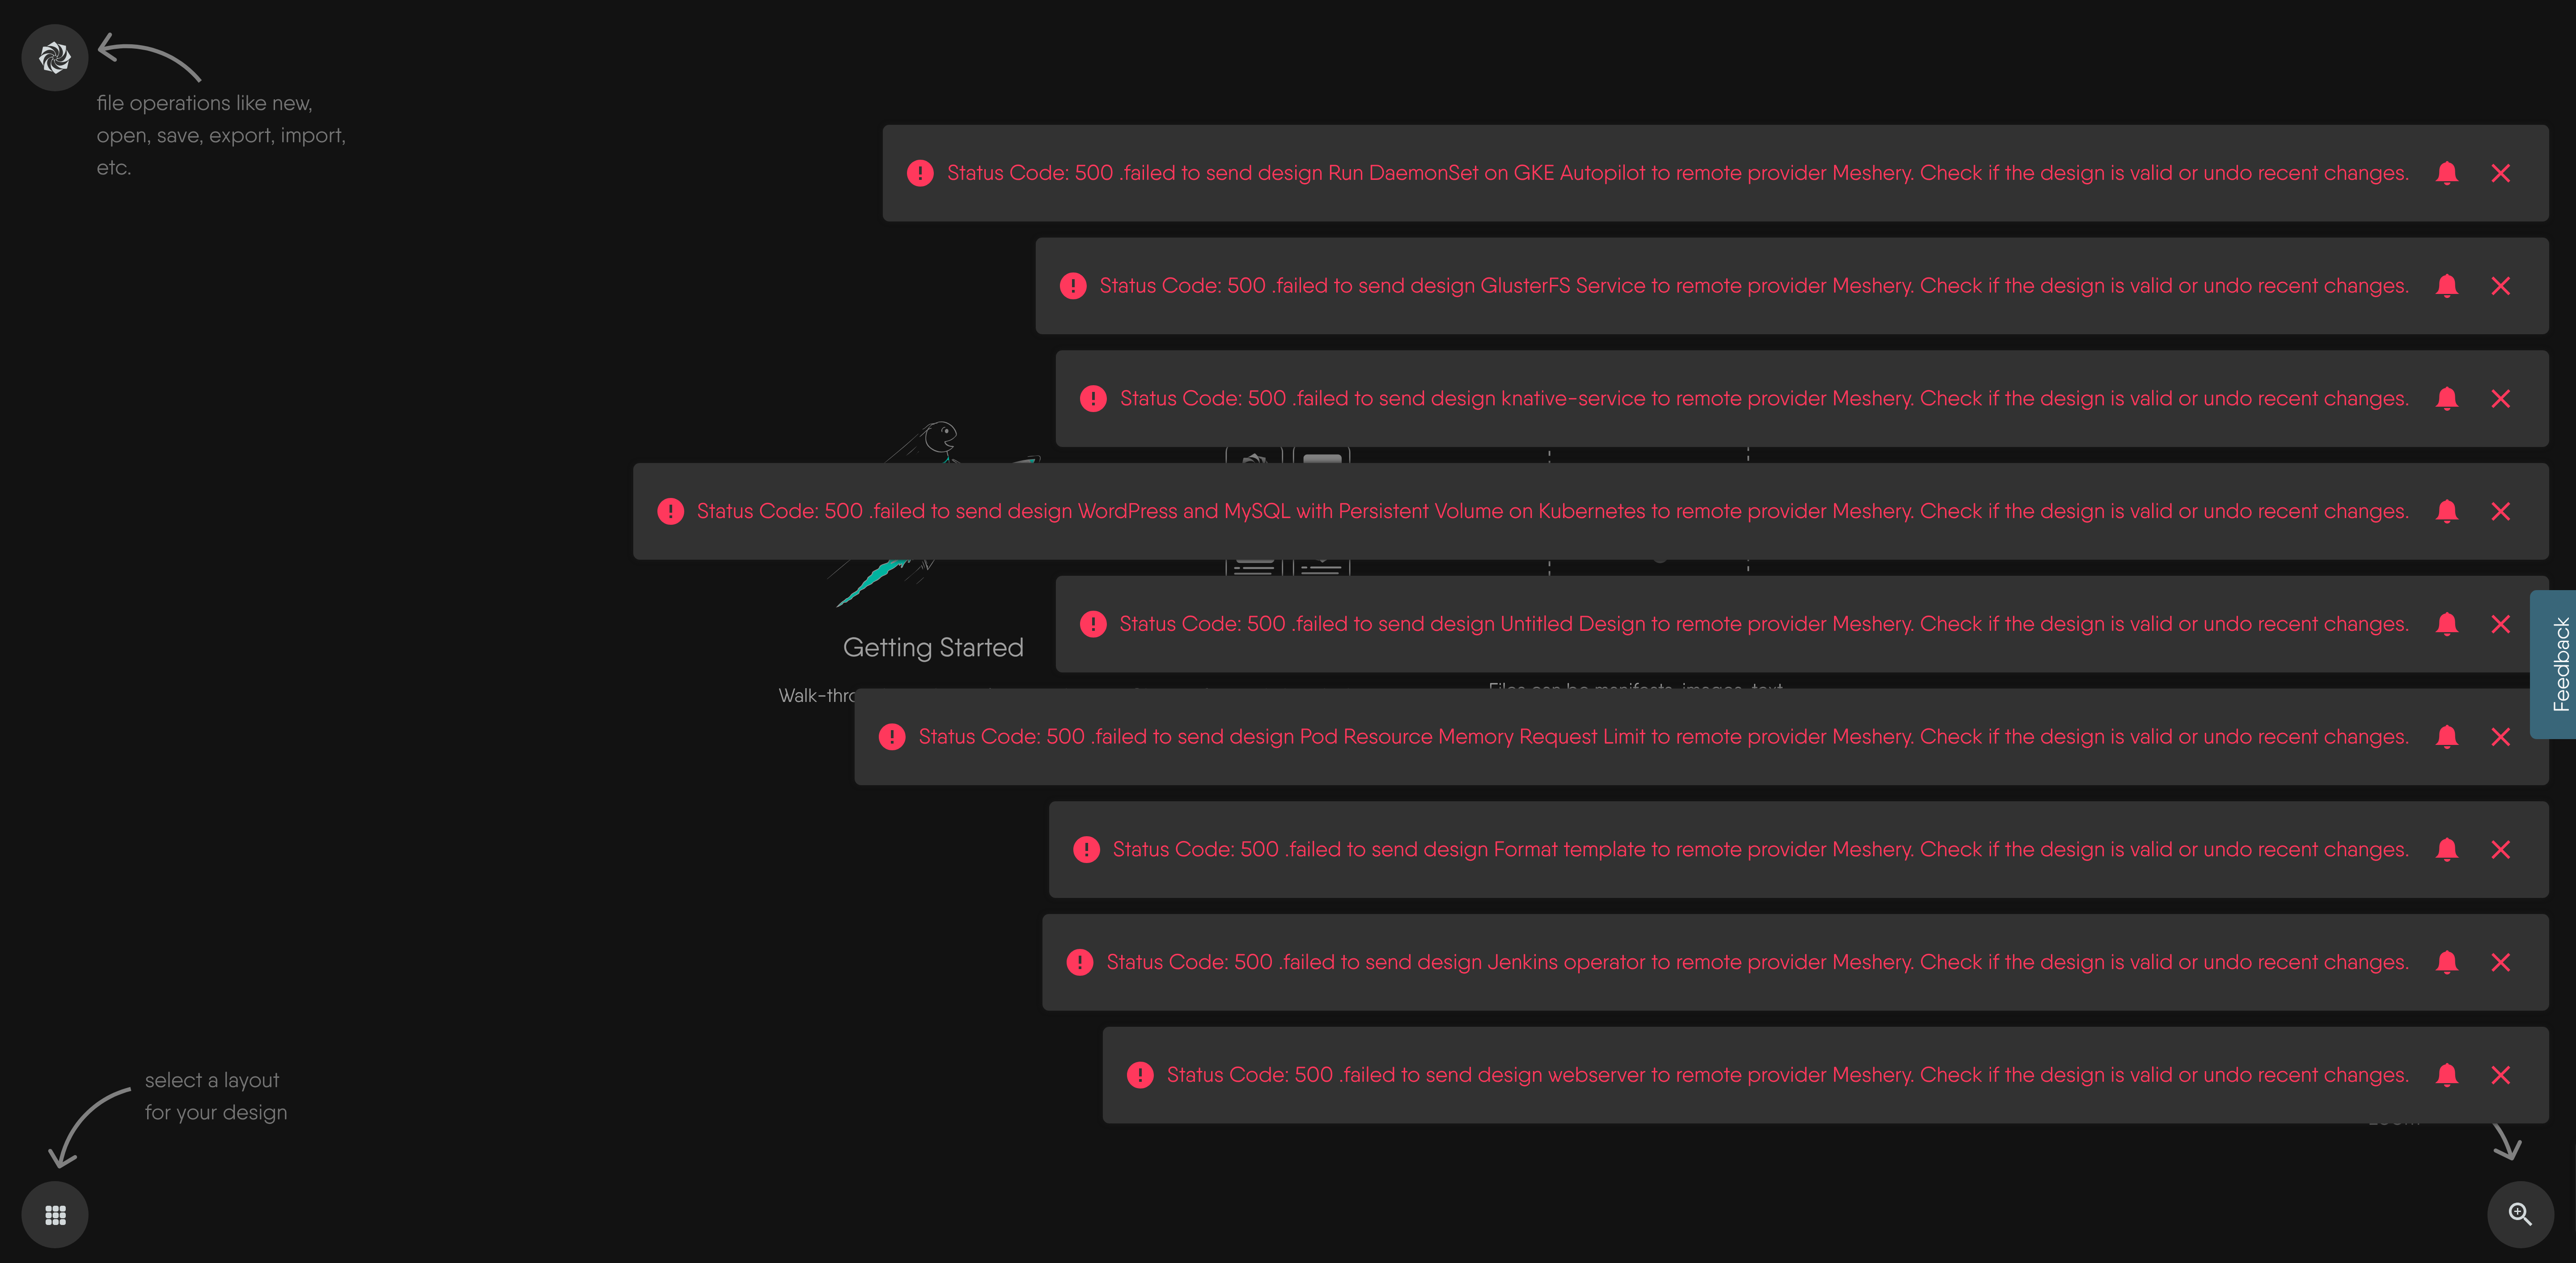 file operations like new,
open, save, export, import,
etc.
Status Code: 500 .failed to send design Run DaemonSet on GKE Autopilot to remote provider Meshery. Check if the design is valid or undo recent changes.
Status Code: 500 .failed to send design GlusterFS Service to remote provider Meshery. Check if the design is valid or undo recent changes.
Status Code: 500 .failed to send design knative-service to remote provider Meshery. Check if the design is valid or undo recent changes.
Status Code: 500 .failed to send design WordPress and MySQL with Persistent Volume on Kubernetes to remote provider Meshery. Check if the design is valid or undo recent changes.
Status Code: 500 .failed to send design Untitled Design to remote provider Meshery. Check if the design is valid or undo recent changes.
Getting Started
Feedback
Files can be manifests, images, text
Status Code: 500 .failed to send design Pod Resource Memory Request Limit to remote provider Meshery. Check if the design is valid or undo recent changes.
Status Code: 500 .failed to send design Format template to remote provider Meshery. Check if the design is valid or undo recent changes.
Status Code: 500 .failed to send design Jenkins operator to remote provider Meshery. Check if the design is valid or undo recent changes.
Status Code: 500 .failed to send design webserver to remote provider Meshery. Check if the design is valid or undo recent changes.
select a layout
for your design